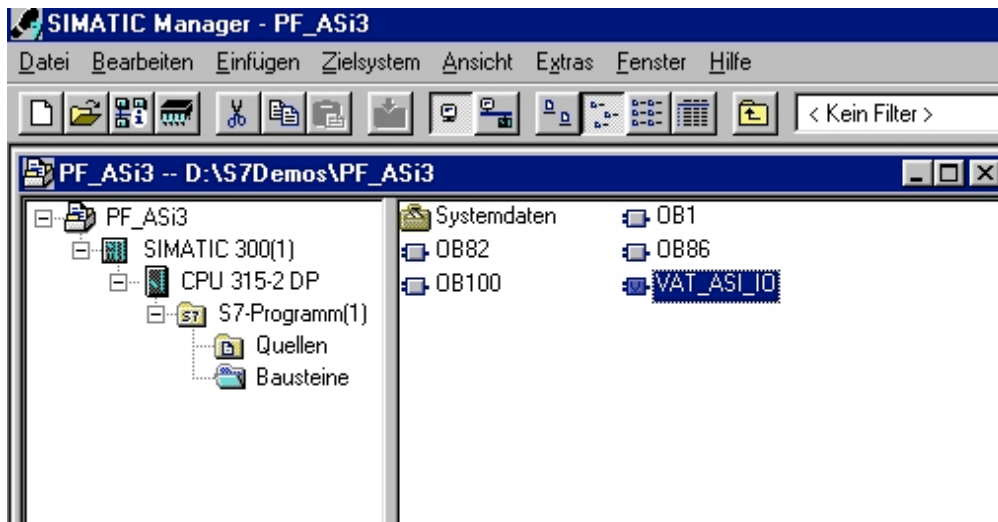 SIMATIC Manager - PF_ASi3
Datei Bearbeiten Einfügen Zielsystem Ansicht Extras Fenster Hilfe
< Kein Filter >
PF_ASi3 -- D:\S7Demos\PF_ASi3
PF_ASi3
SIMATIC 300(1)
CPU 315-2 DP
S7-Programm(1)
Quellen
Bausteine
Systemdaten
OB1
OB82
OB86
OB100
VAT_ASI_IO